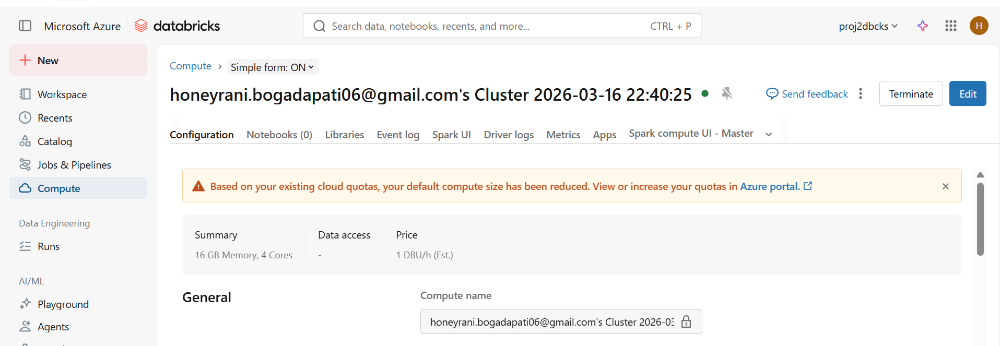 Microsoft Azure databricks
Search data, notebooks, recents, and more... CTRL + P
proj2dbcks
H
New
Workspace
Recents
Catalog
Jobs & Pipelines
Compute
Data Engineering
Runs
AI/ML
Playground
Agents
Compute › Simple form: ON
honeyrani.bogadapati06@gmail.com's Cluster 2026-03-16 22:40:25
Send feedback
Terminate
Edit
Configuration Notebooks (0) Libraries Event log Spark UI Driver logs Metrics Apps Spark compute UI - Master
Based on your existing cloud quotas, your default compute size has been reduced. View or increase your quotas in Azure portal.
Summary Data access Price
16 GB Memory, 4 Cores - 1 DBU/h (Est.)
General
Compute name
honeyrani.bogadapati06@gmail.com's Cluster 2026-03